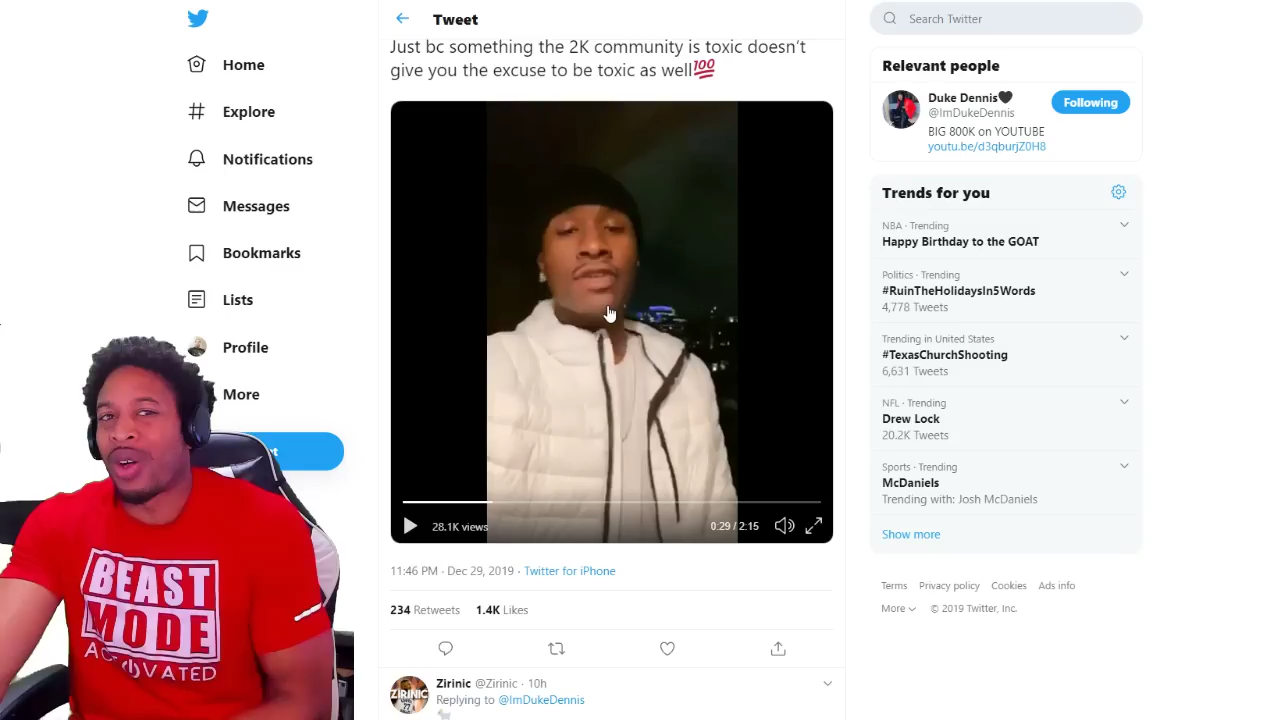 Tweet
Search Twitter
Home
Explore
Notifications
Messages
Bookmarks
Lists
Profile
More
Just bc something the 2K community is toxic doesn't
give you the excuse to be toxic as well💯
28.1K views
0:29 / 2:15
11:46 PM · Dec 29, 2019 · Twitter for iPhone
234 Retweets 1.4K Likes
Zirinic @Zirinic · 10h
Replying to @ImDukeDennis
ZIRINIC
Relevant people
Duke Dennis🖤
@ImDukeDennis
Following
BIG 800K on YOUTUBE
youtu.be/d3qburjZ0H8
Trends for you
NBA · Trending
Happy Birthday to the GOAT
Politics · Trending
#RuinTheHolidaysIn5Words
4,778 Tweets
Trending in United States
#TexasChurchShooting
6,631 Tweets
NFL · Trending
Drew Lock
20.2K Tweets
Sports · Trending
McDaniels
Trending with: Josh McDaniels
Show more
Terms Privacy policy Cookies Ads info
More © 2019 Twitter, Inc.
BEAST
MODE
ACTIVATED